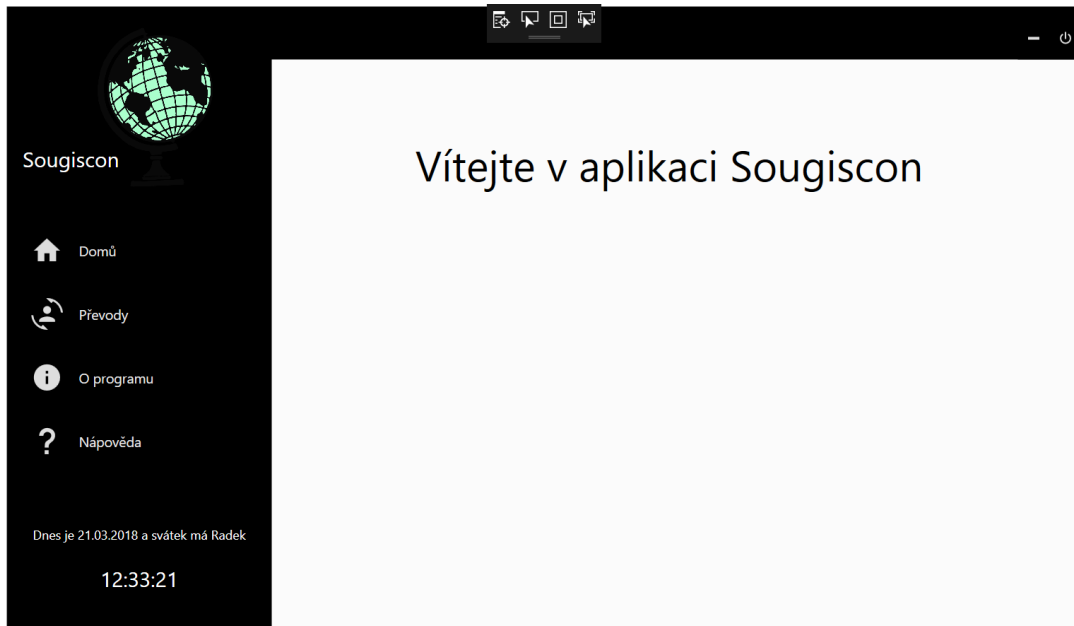 Sougiscon
Vítejte v aplikaci Sougiscon
Domů
Převody
O programu
Nápověda
Dnes je 21.03.2018 a svátek má Radek
12:33:21